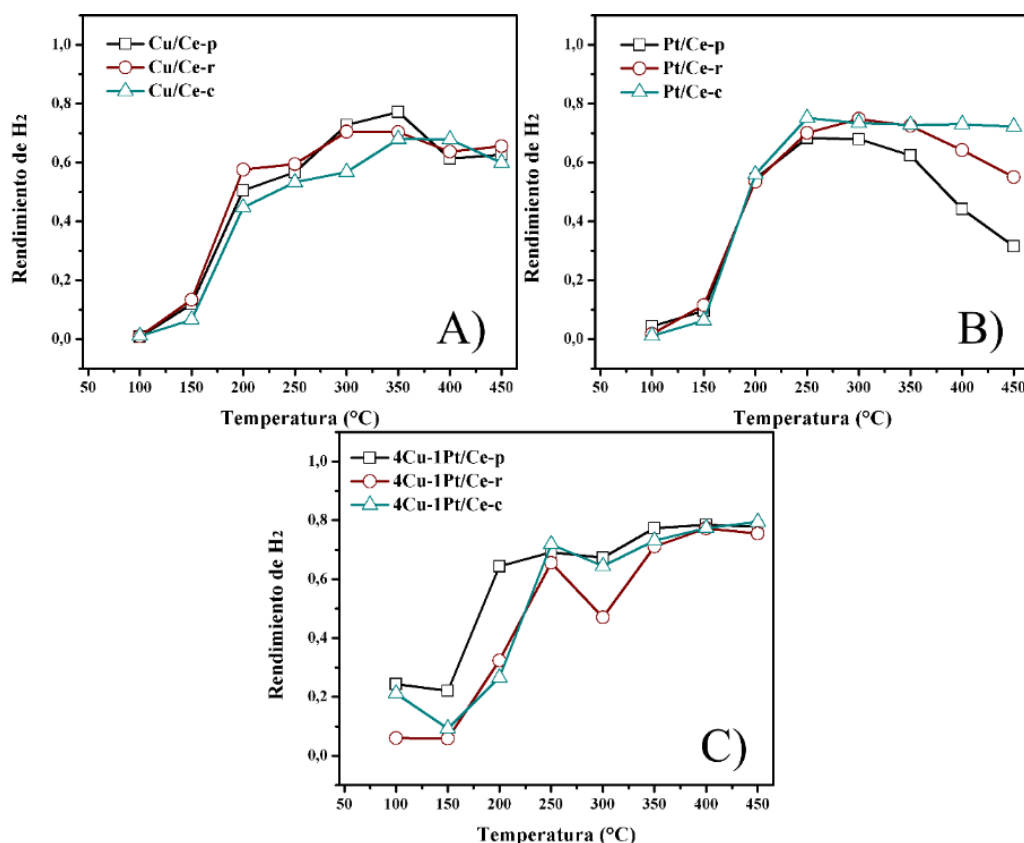 1,0
0,8
0,6
0,4
0,2
0,0
Rendimiento de H2
Cu/Ce-p
Cu/Ce-r
Cu/Ce-c
A)
50 100 150 200 250 300 350 400 450
Temperatura (°C)
1,0
0,8
0,6
0,4
0,2
0,0
Rendimiento de H2
Pt/Ce-p
Pt/Ce-r
Pt/Ce-c
B)
50 100 150 200 250 300 350 400 450
Temperatura (°C)
1,0
0,8
0,6
0,4
0,2
0,0
Rendimiento de H2
4Cu-1Pt/Ce-p
4Cu-1Pt/Ce-r
4Cu-1Pt/Ce-c
C)
50 100 150 200 250 300 350 400 450
Temperatura (°C)